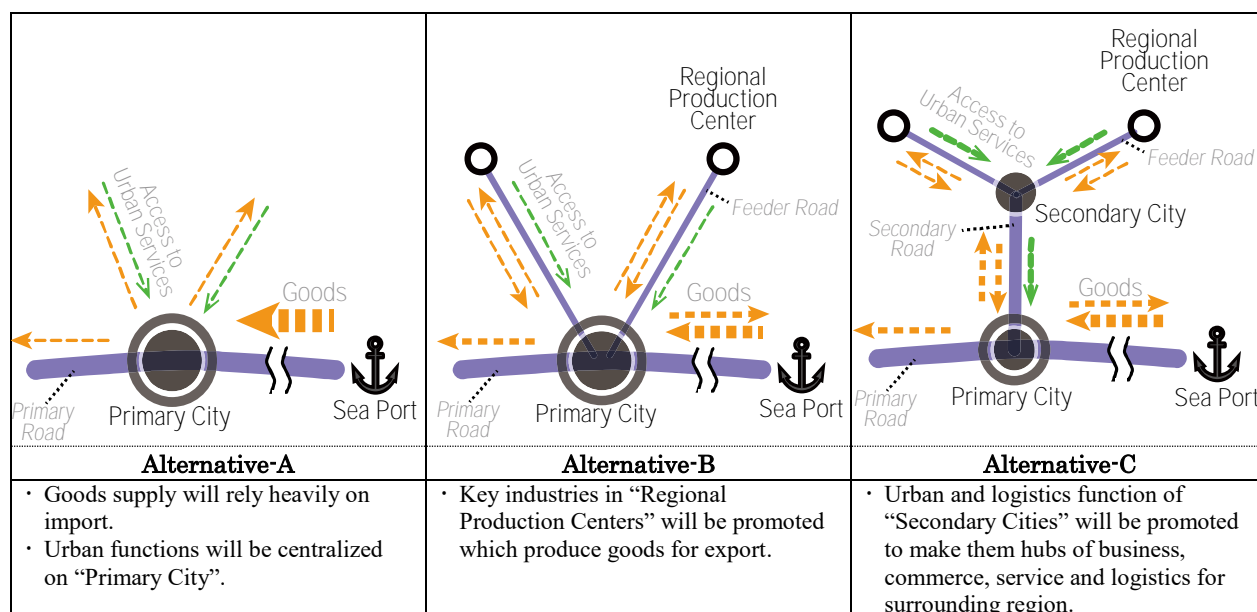 Access to
Urban Services
Goods
Primary
Road
Primary City
Sea Port
Regional
Production
Center
Access to
Urban Services
Feeder Road
Goods
Primary
Road
Primary City
Sea Port
Regional
Production
Center
Access to
Urban Services
Feeder Road
Secondary City
Secondary
Road
Goods
Primary
Road
Primary City
Sea Port
Alternative-A
Alternative-B
Alternative-C
・ Goods supply will rely heavily on
import.
・ Urban functions will be centralized
on “Primary City”.
・ Key industries in “Regional
Production Centers” will be promoted
which produce goods for export.
・ Urban and logistics function of
“Secondary Cities” will be promoted
to make them hubs of business,
commerce, service and logistics for
surrounding region.